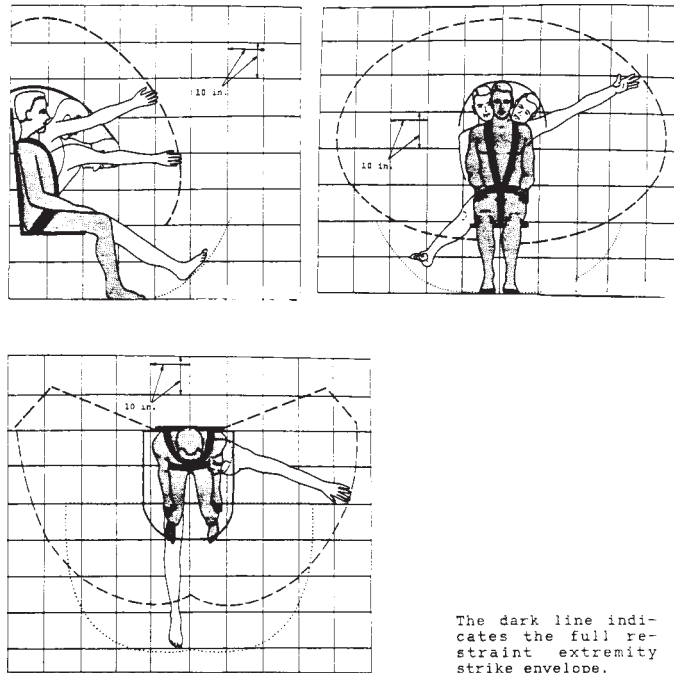 10 in.
10 in.
10 in.
The dark line indi-
cates the full re-
straint extremity
strike envelope.